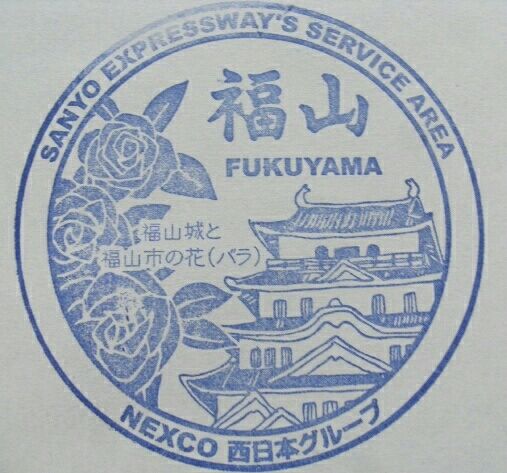 SANYO EXPRESSWAY'S SERVICE AREA
福山
FUKUYAMA
福山城と
福山市の花(バラ)
NEXCO 西日本グループ